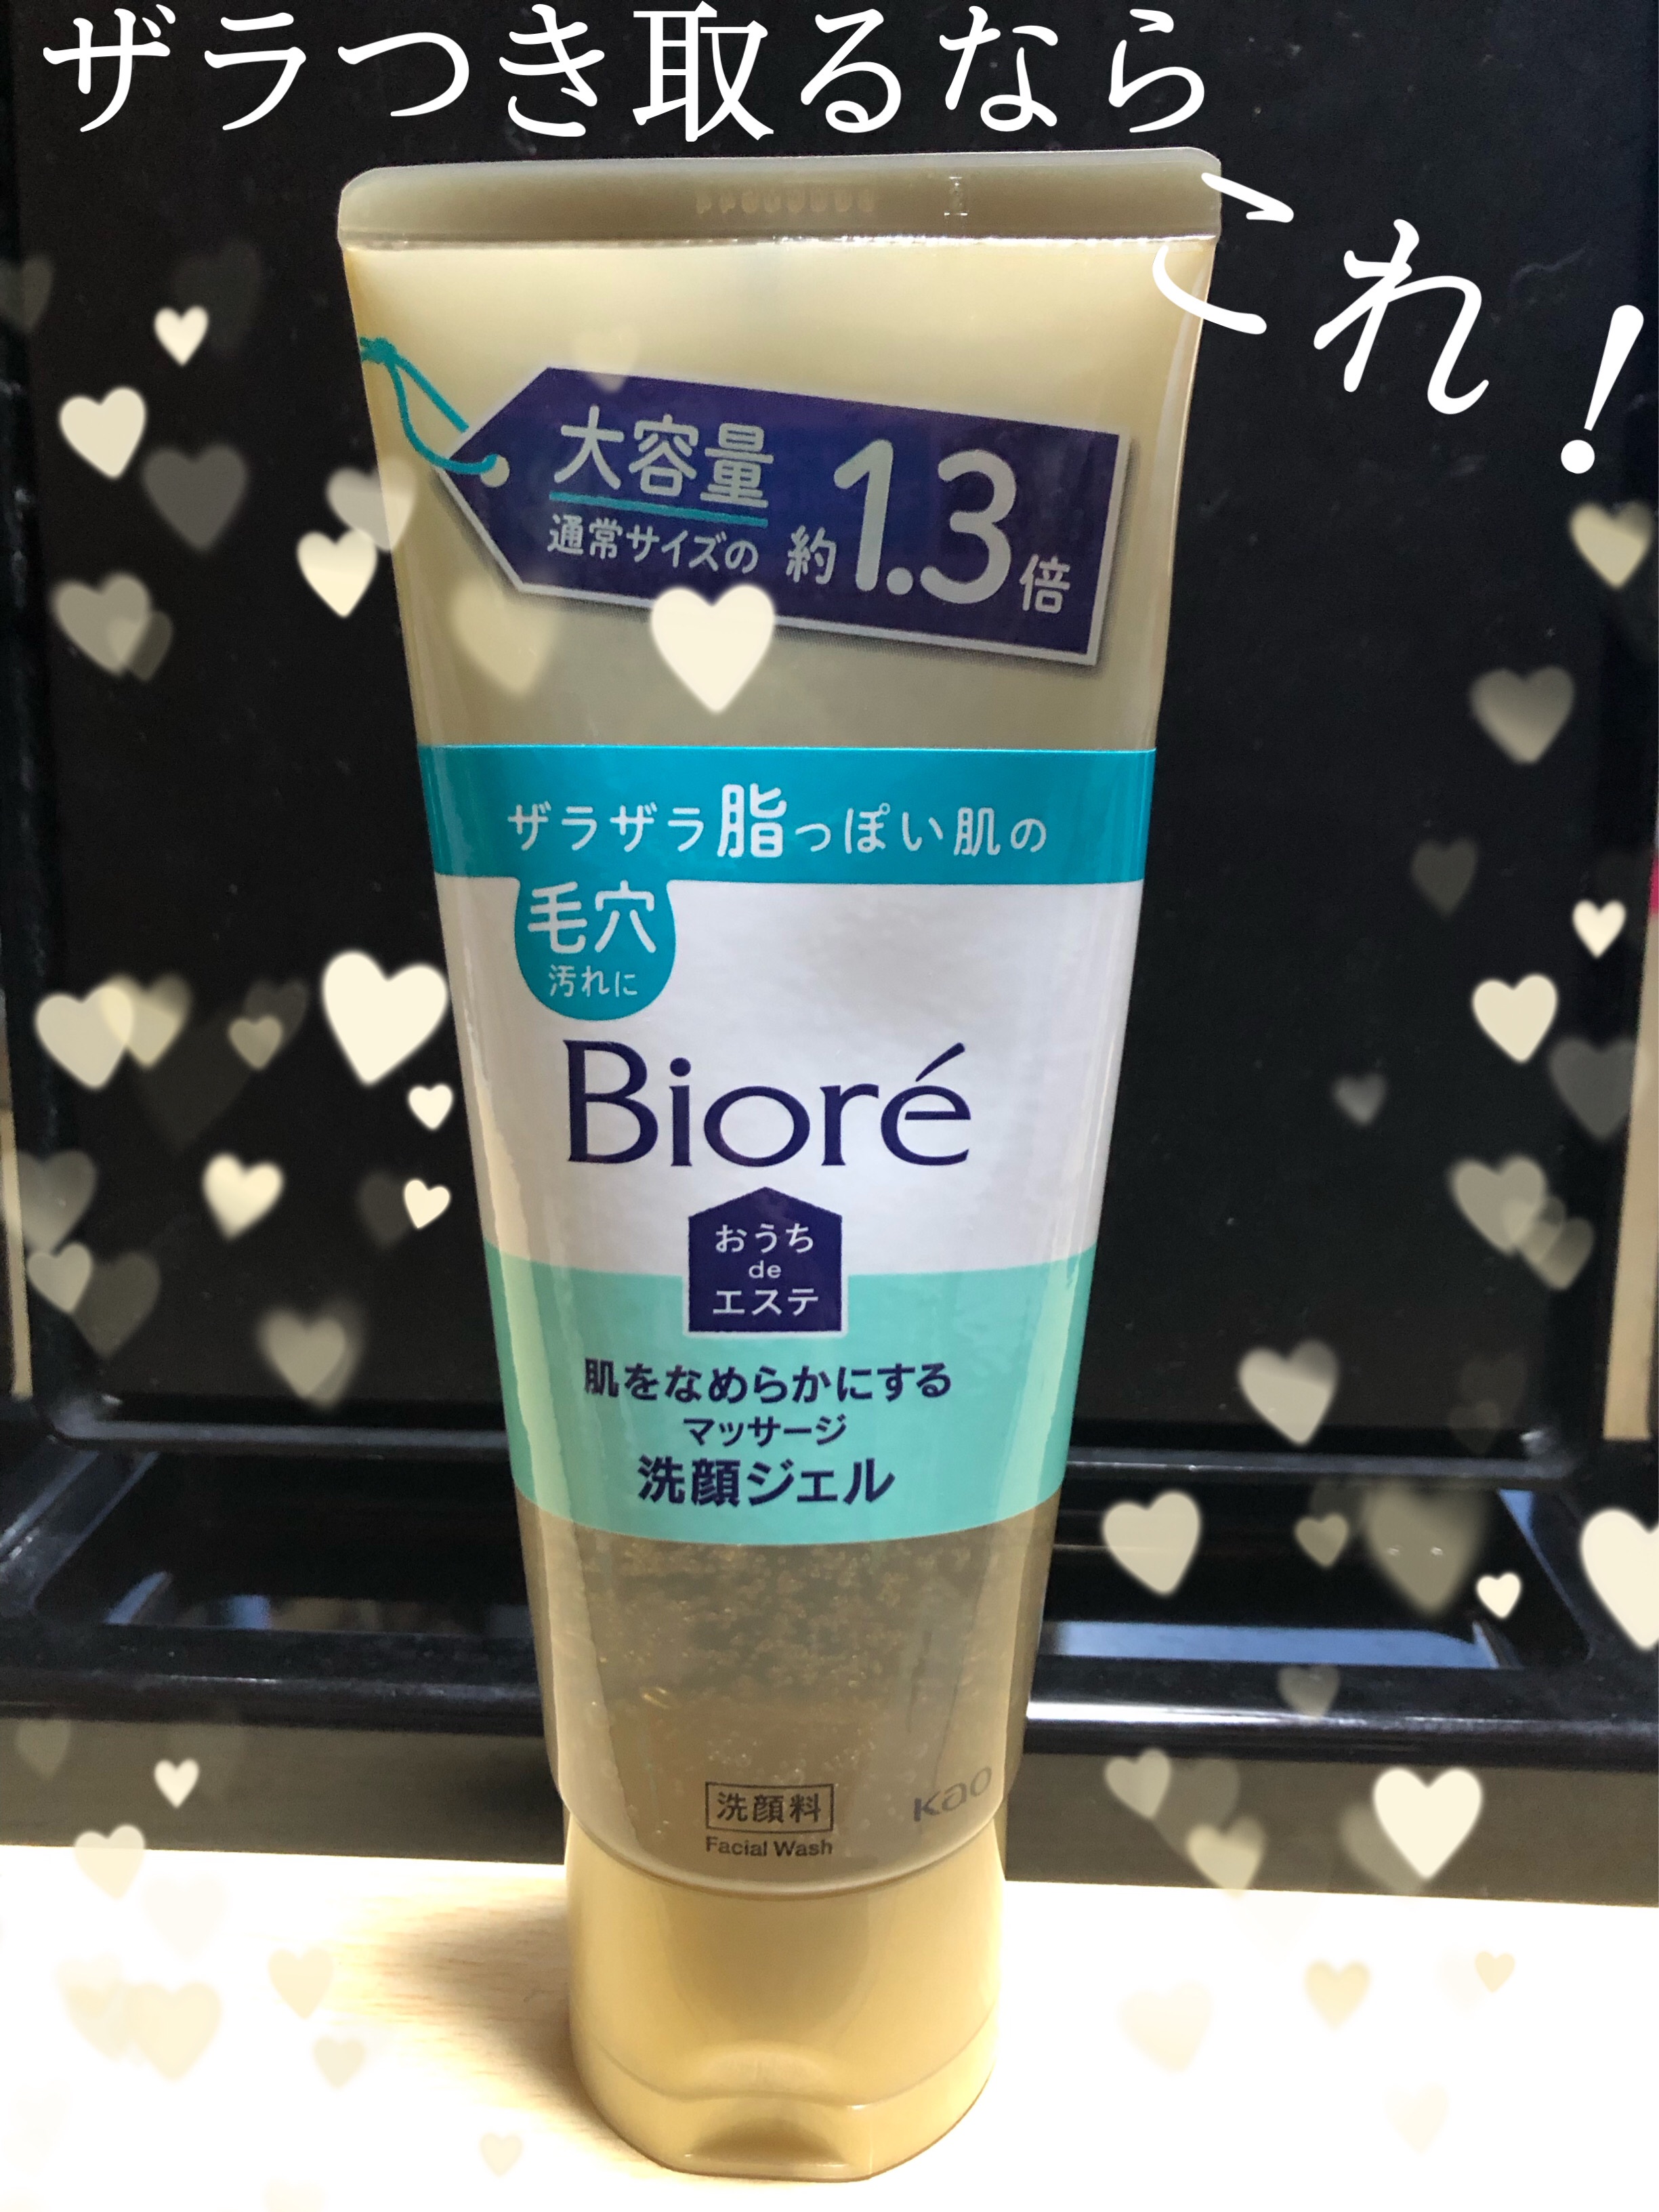 ザラつき取るなら
これ!
大容量
通常サイズの 約1.3倍
ザラザラ脂っぽい肌の
毛穴
汚れに
Bioré
おうち
de
エステ
肌をなめらかにする
マッサージ
洗顔ジェル
洗顔料
Facial Wash
Kao